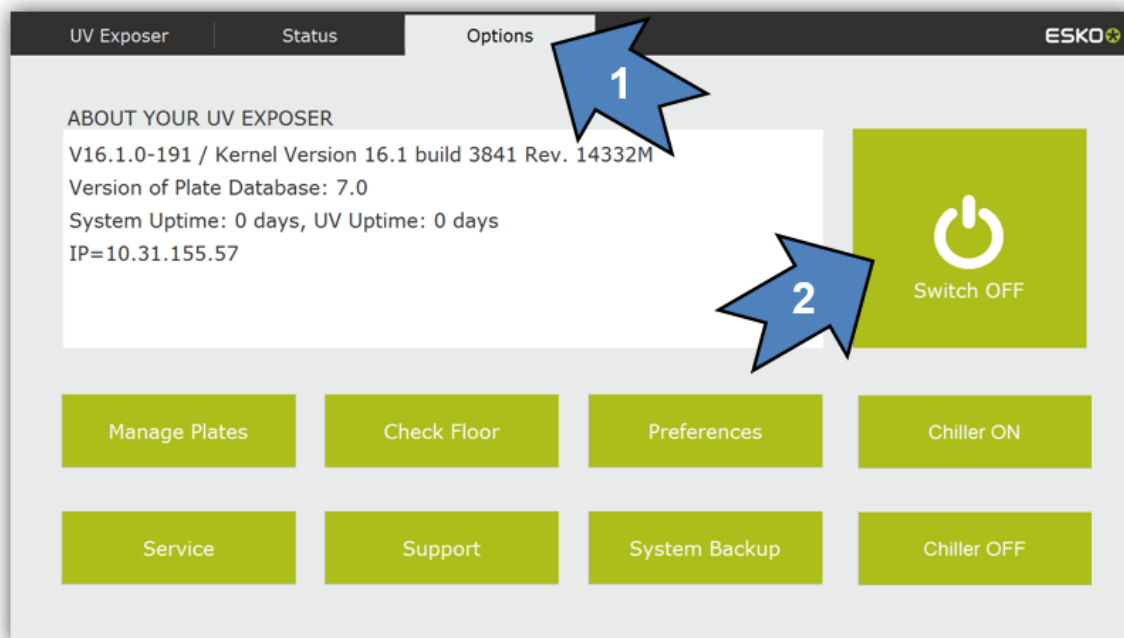 UV Exposer Status Options ESKO
1
ABOUT YOUR UV EXPOSER
V16.1.0-191 / Kernel Version 16.1 build 3841 Rev. 14332M
Version of Plate Database: 7.0
System Uptime: 0 days, UV Uptime: 0 days
IP=10.31.155.57
2
Switch OFF
Manage Plates Check Floor Preferences Chiller ON
Service Support System Backup Chiller OFF